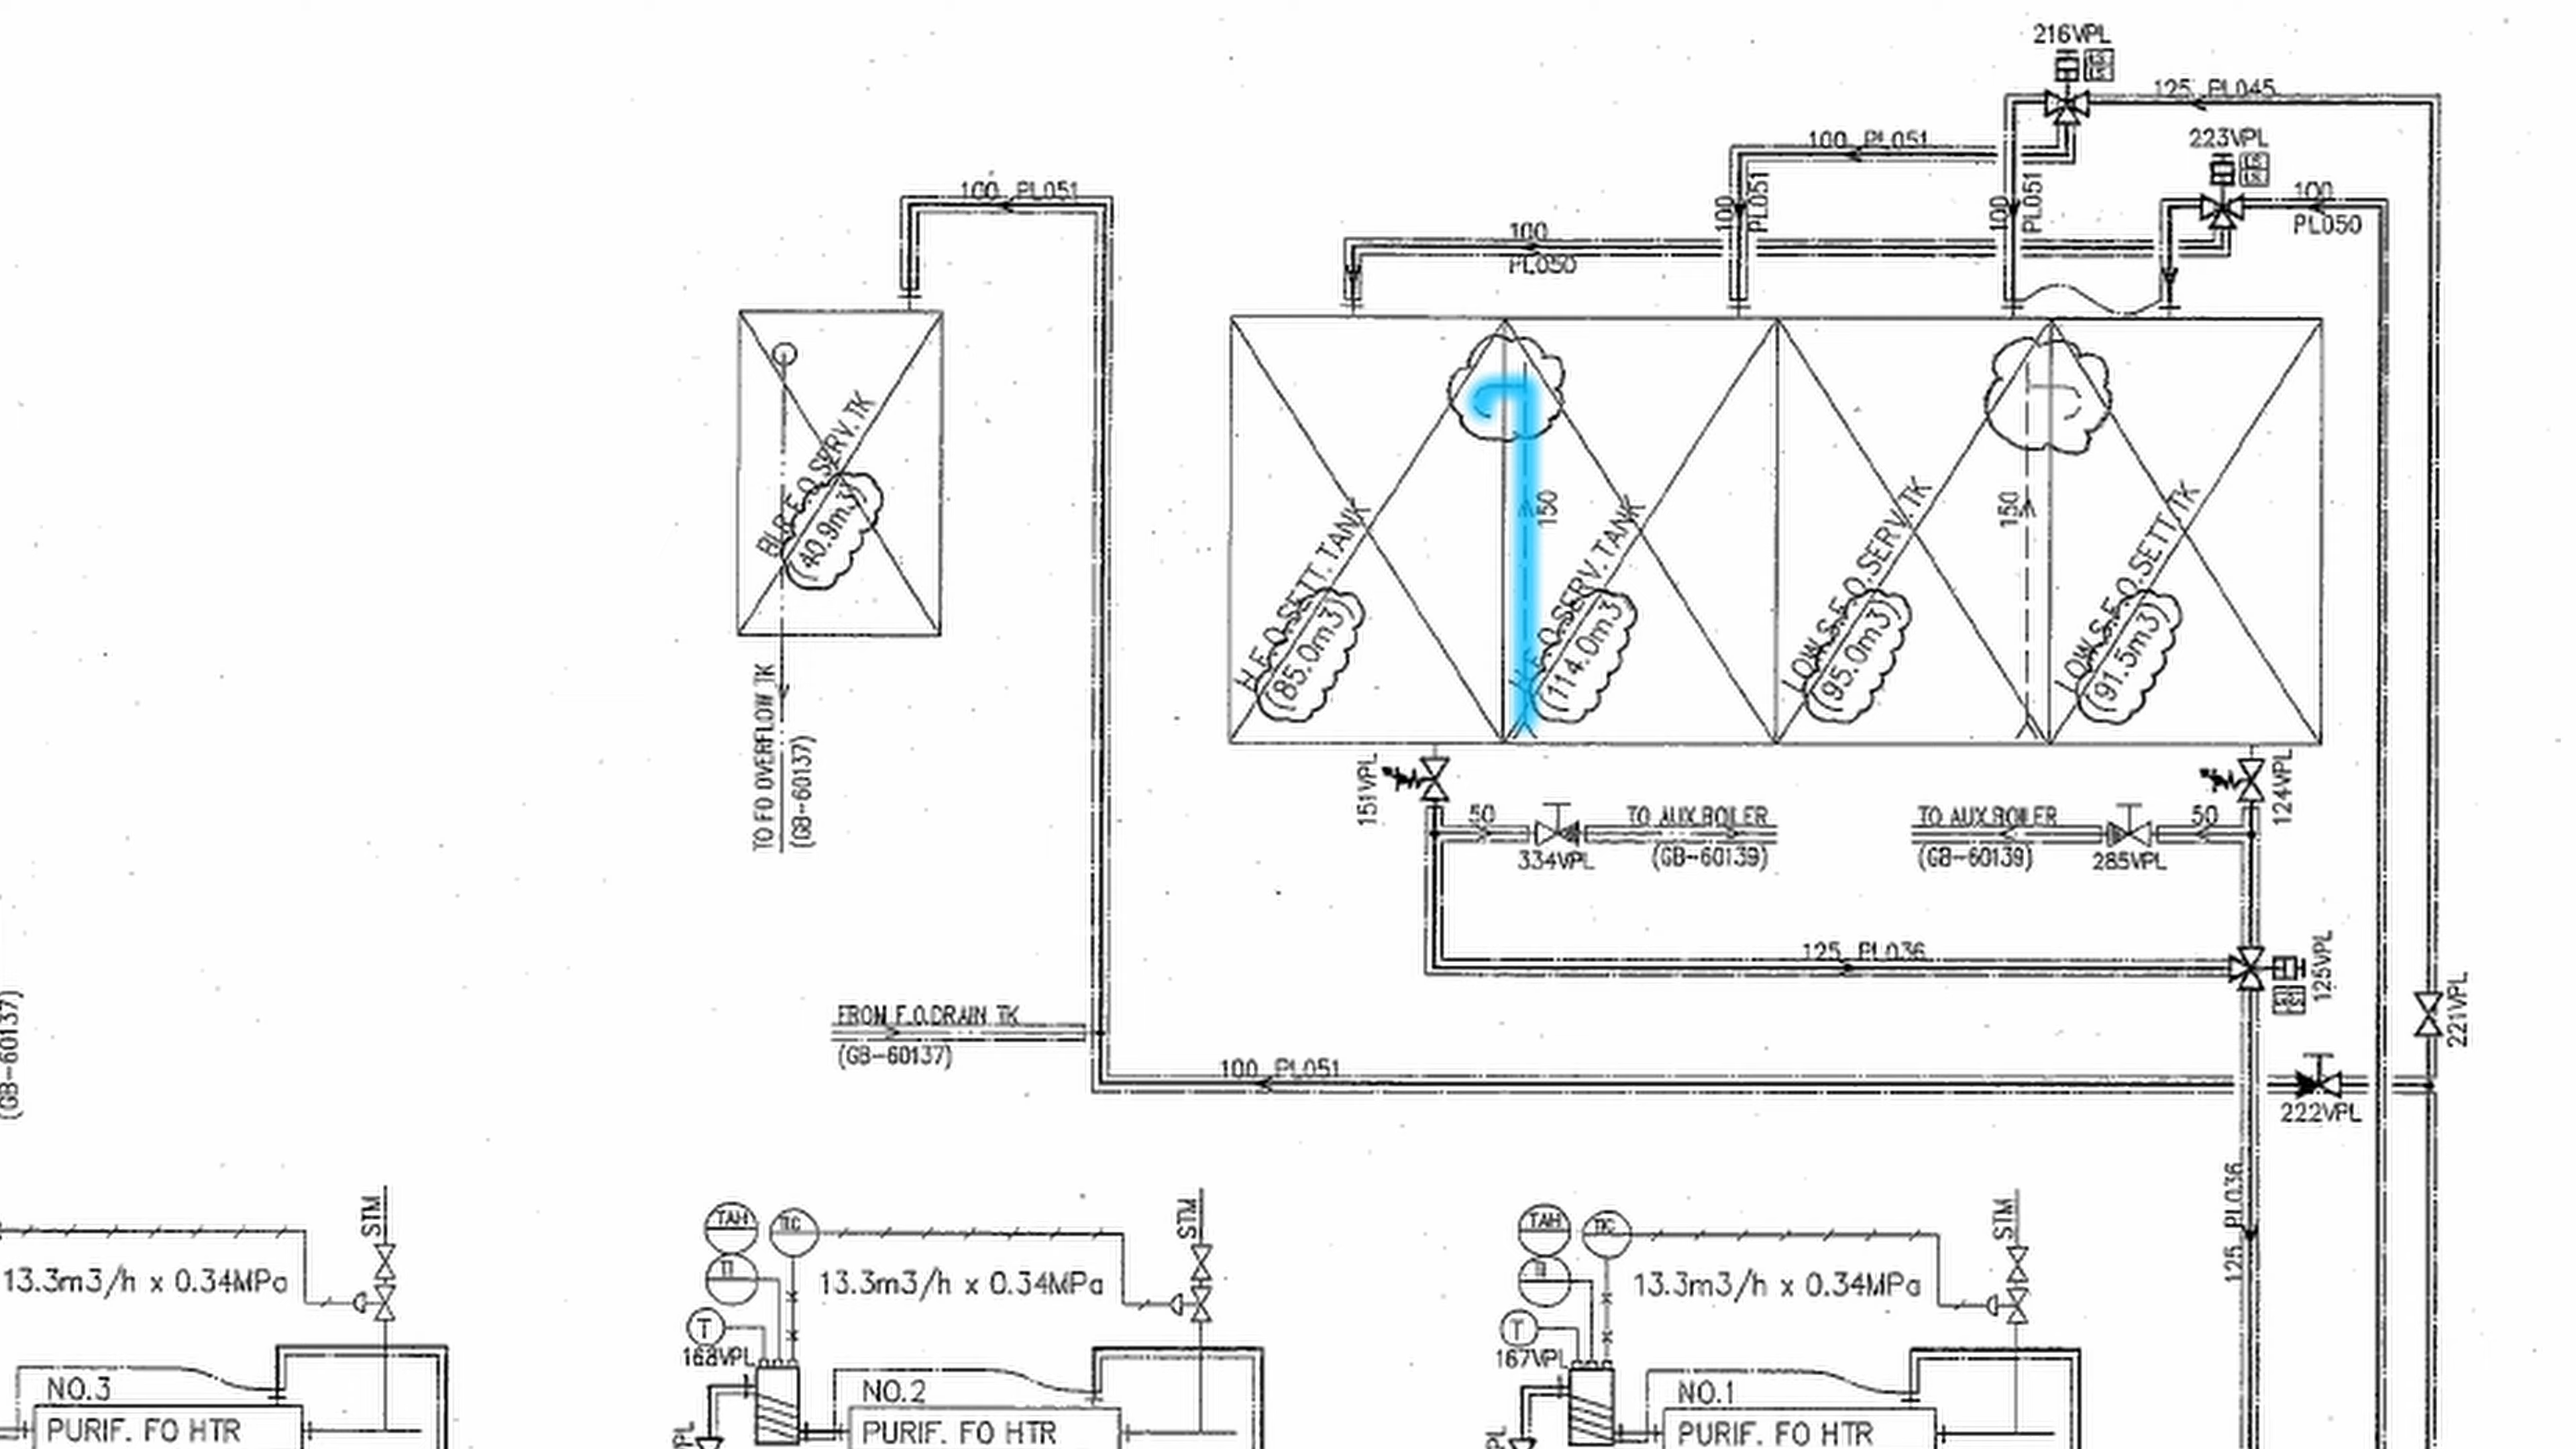 216VPL
125 PL045
223VPL
100 PL051
100
PL050
100 PL051
100
PL051
100
PL051
100
PL050
BLR F.O.SERV.TK
40.9m3
H.F.O.SETT.TANK
85.0m3
150
H.F.O.SERV.TANK
114.0m3
LOW.S.F.O.SERV.TK
95.0m3
150
LOW.S.F.O.SETT.TK
91.5m3
TO FO OVERFLOW TK
(GB-60137)
151VPL
50
334VPL
TO AUX.BOILER
(GB-60139)
TO AUX.BOILER
(GB-60139)
285VPL
50
124VPL
125 PL036
125VPL
221VPL
FROM F.O.DRAIN TK
(GB-60137)
(GB-60137)
100 PL051
222VPL
125 PL036
STM
13.3m3/h x 0.34MPa
NO.3
PURIF. FO HTR
TAH
TIC
TI
T
168VPL
STM
13.3m3/h x 0.34MPa
NO.2
PURIF. FO HTR
TAH
TIC
TI
T
167VPL
STM
13.3m3/h x 0.34MPa
NO.1
PURIF. FO HTR